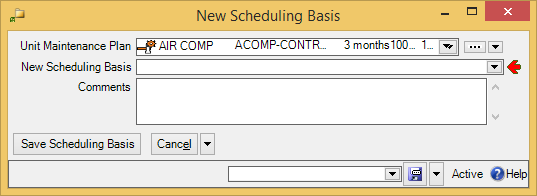 New Scheduling Basis
Unit Maintenance Plan AIR COMP ACOMP-CONTR... 3 months100... 1...
New Scheduling Basis
Comments
Save Scheduling Basis Cancel
Active Help